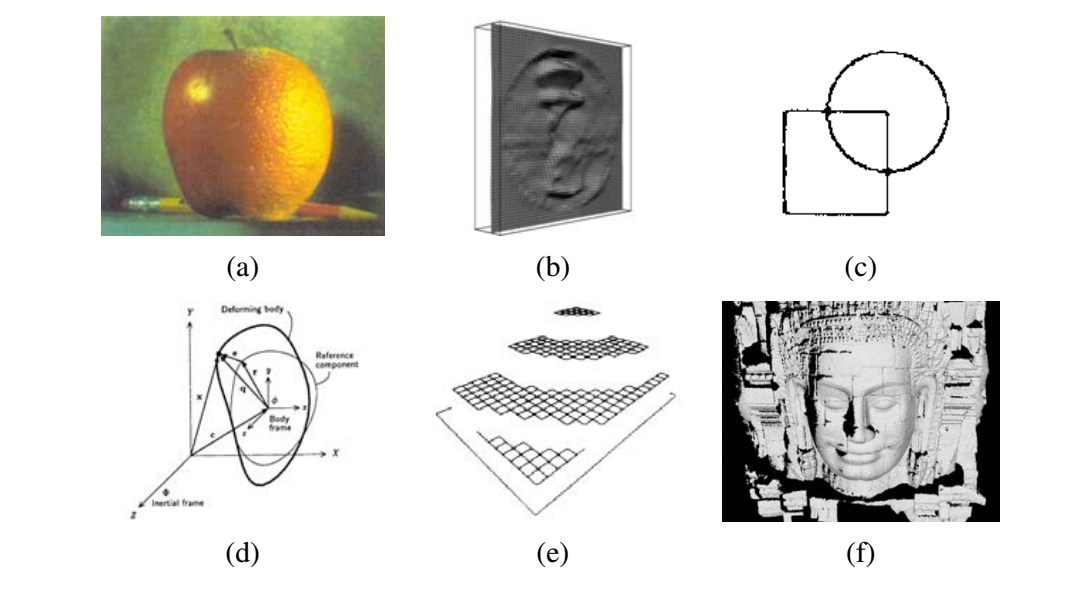 (a)
(b)
(c)
Y
Deforming body
Reference
component
e
r
y
q
x
ϕ
x
Body
frame
z
c
X
Φ
Inertial frame
Z
(d)
(e)
(f)